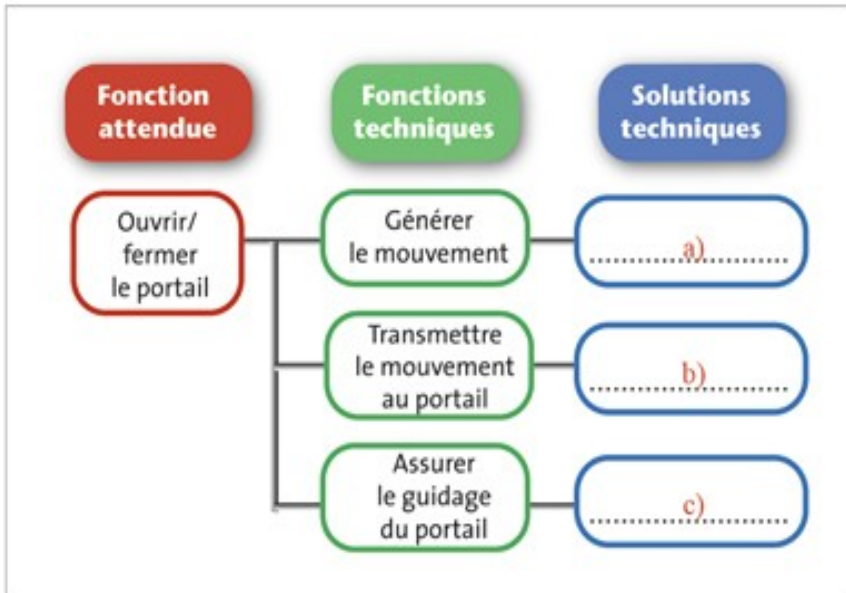 Fonction
attendue
Fonctions
techniques
Solutions
techniques
Ouvrir/
fermer
le portail
Générer
le mouvement
a)
Transmettre
le mouvement
au portail
b)
Assurer
le guidage
du portail
c)